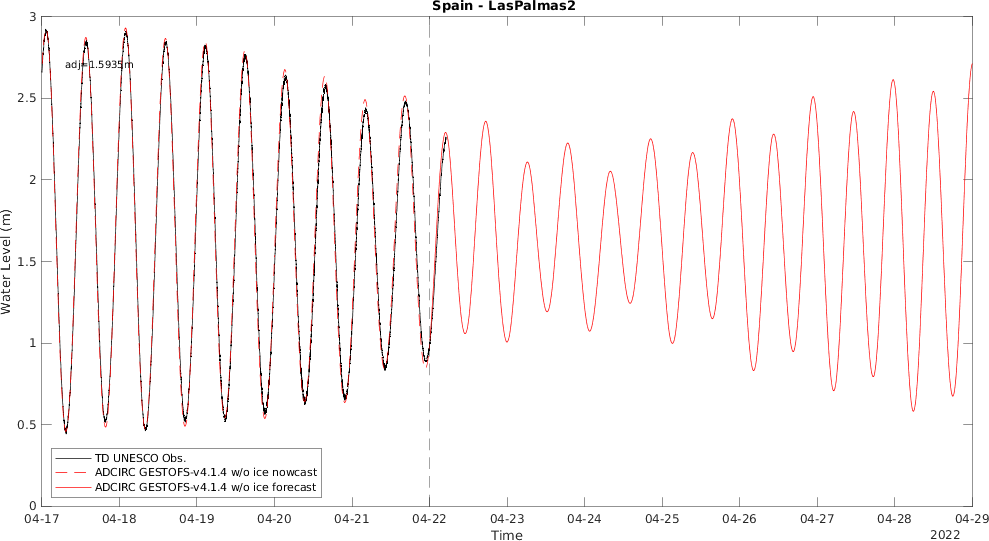 Spain - LasPalmas2
3
2.5
2
1.5
1
0.5
0
Water Level (m)
adj=1.5935m
TD UNESCO Obs.
ADCIRC GESTOFS-v4.1.4 w/o ice nowcast
ADCIRC GESTOFS-v4.1.4 w/o ice forecast
04-17 04-18 04-19 04-20 04-21 04-22 04-23 04-24 04-25 04-26 04-27 04-28 04-29
Time
2022